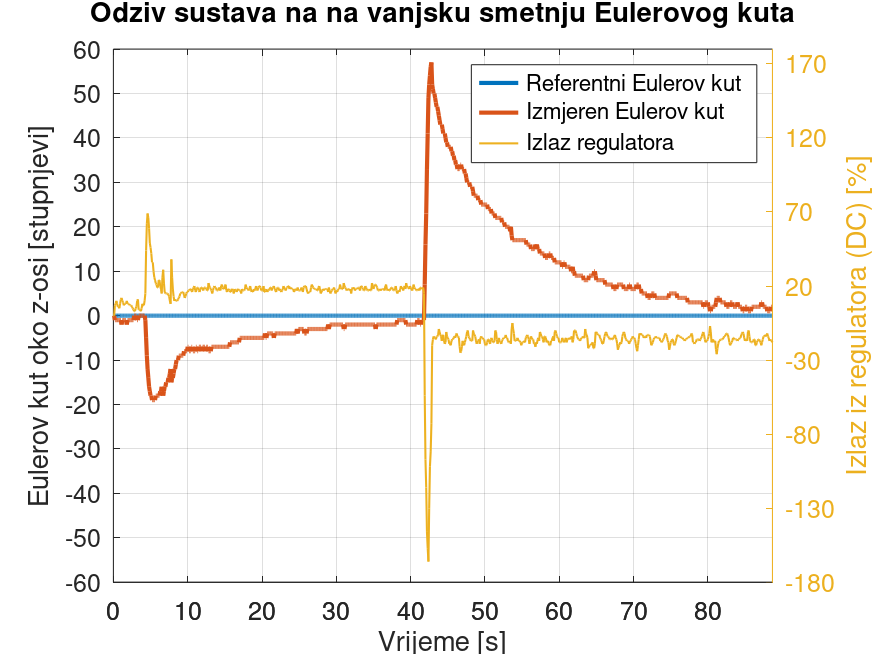 Odziv sustava na na vanjsku smetnju Eulerovog kuta
Eulerov kut oko z-osi [stupnjevi]
60
50
40
30
20
10
0
-10
-20
-30
-40
-50
-60
Referentni Eulerov kut
Izmjeren Eulerov kut
Izlaz regulatora
170
120
70
20
-30
-80
-130
-180
Izlaz iz regulatora (DC) [%]
0 10 20 30 40 50 60 70 80
Vrijeme [s]